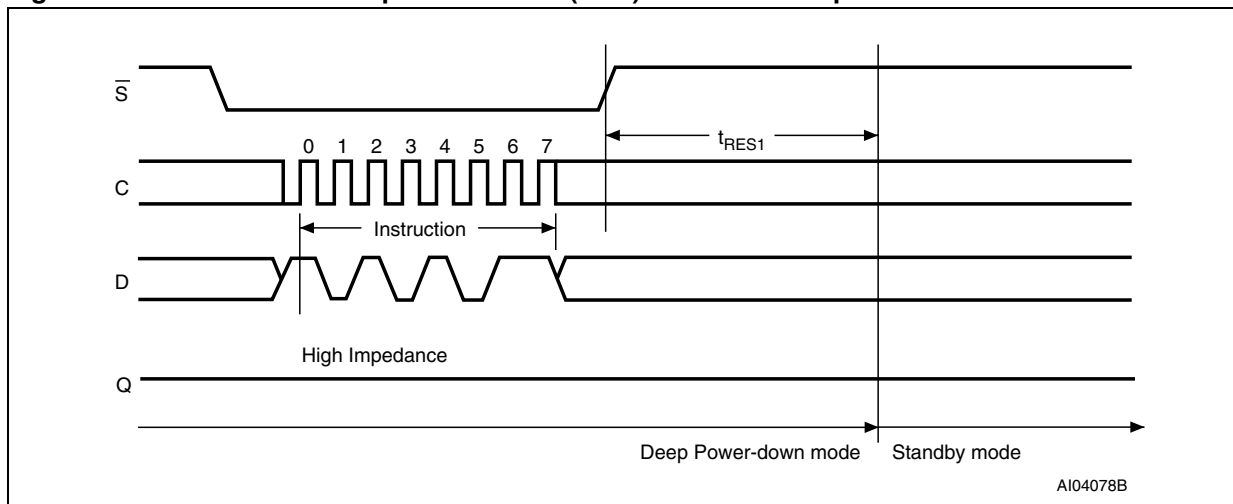 S
0 1 2 3 4 5 6 7
tRES1
C
Instruction
D
High Impedance
Q
Deep Power-down mode Standby mode
AI04078B